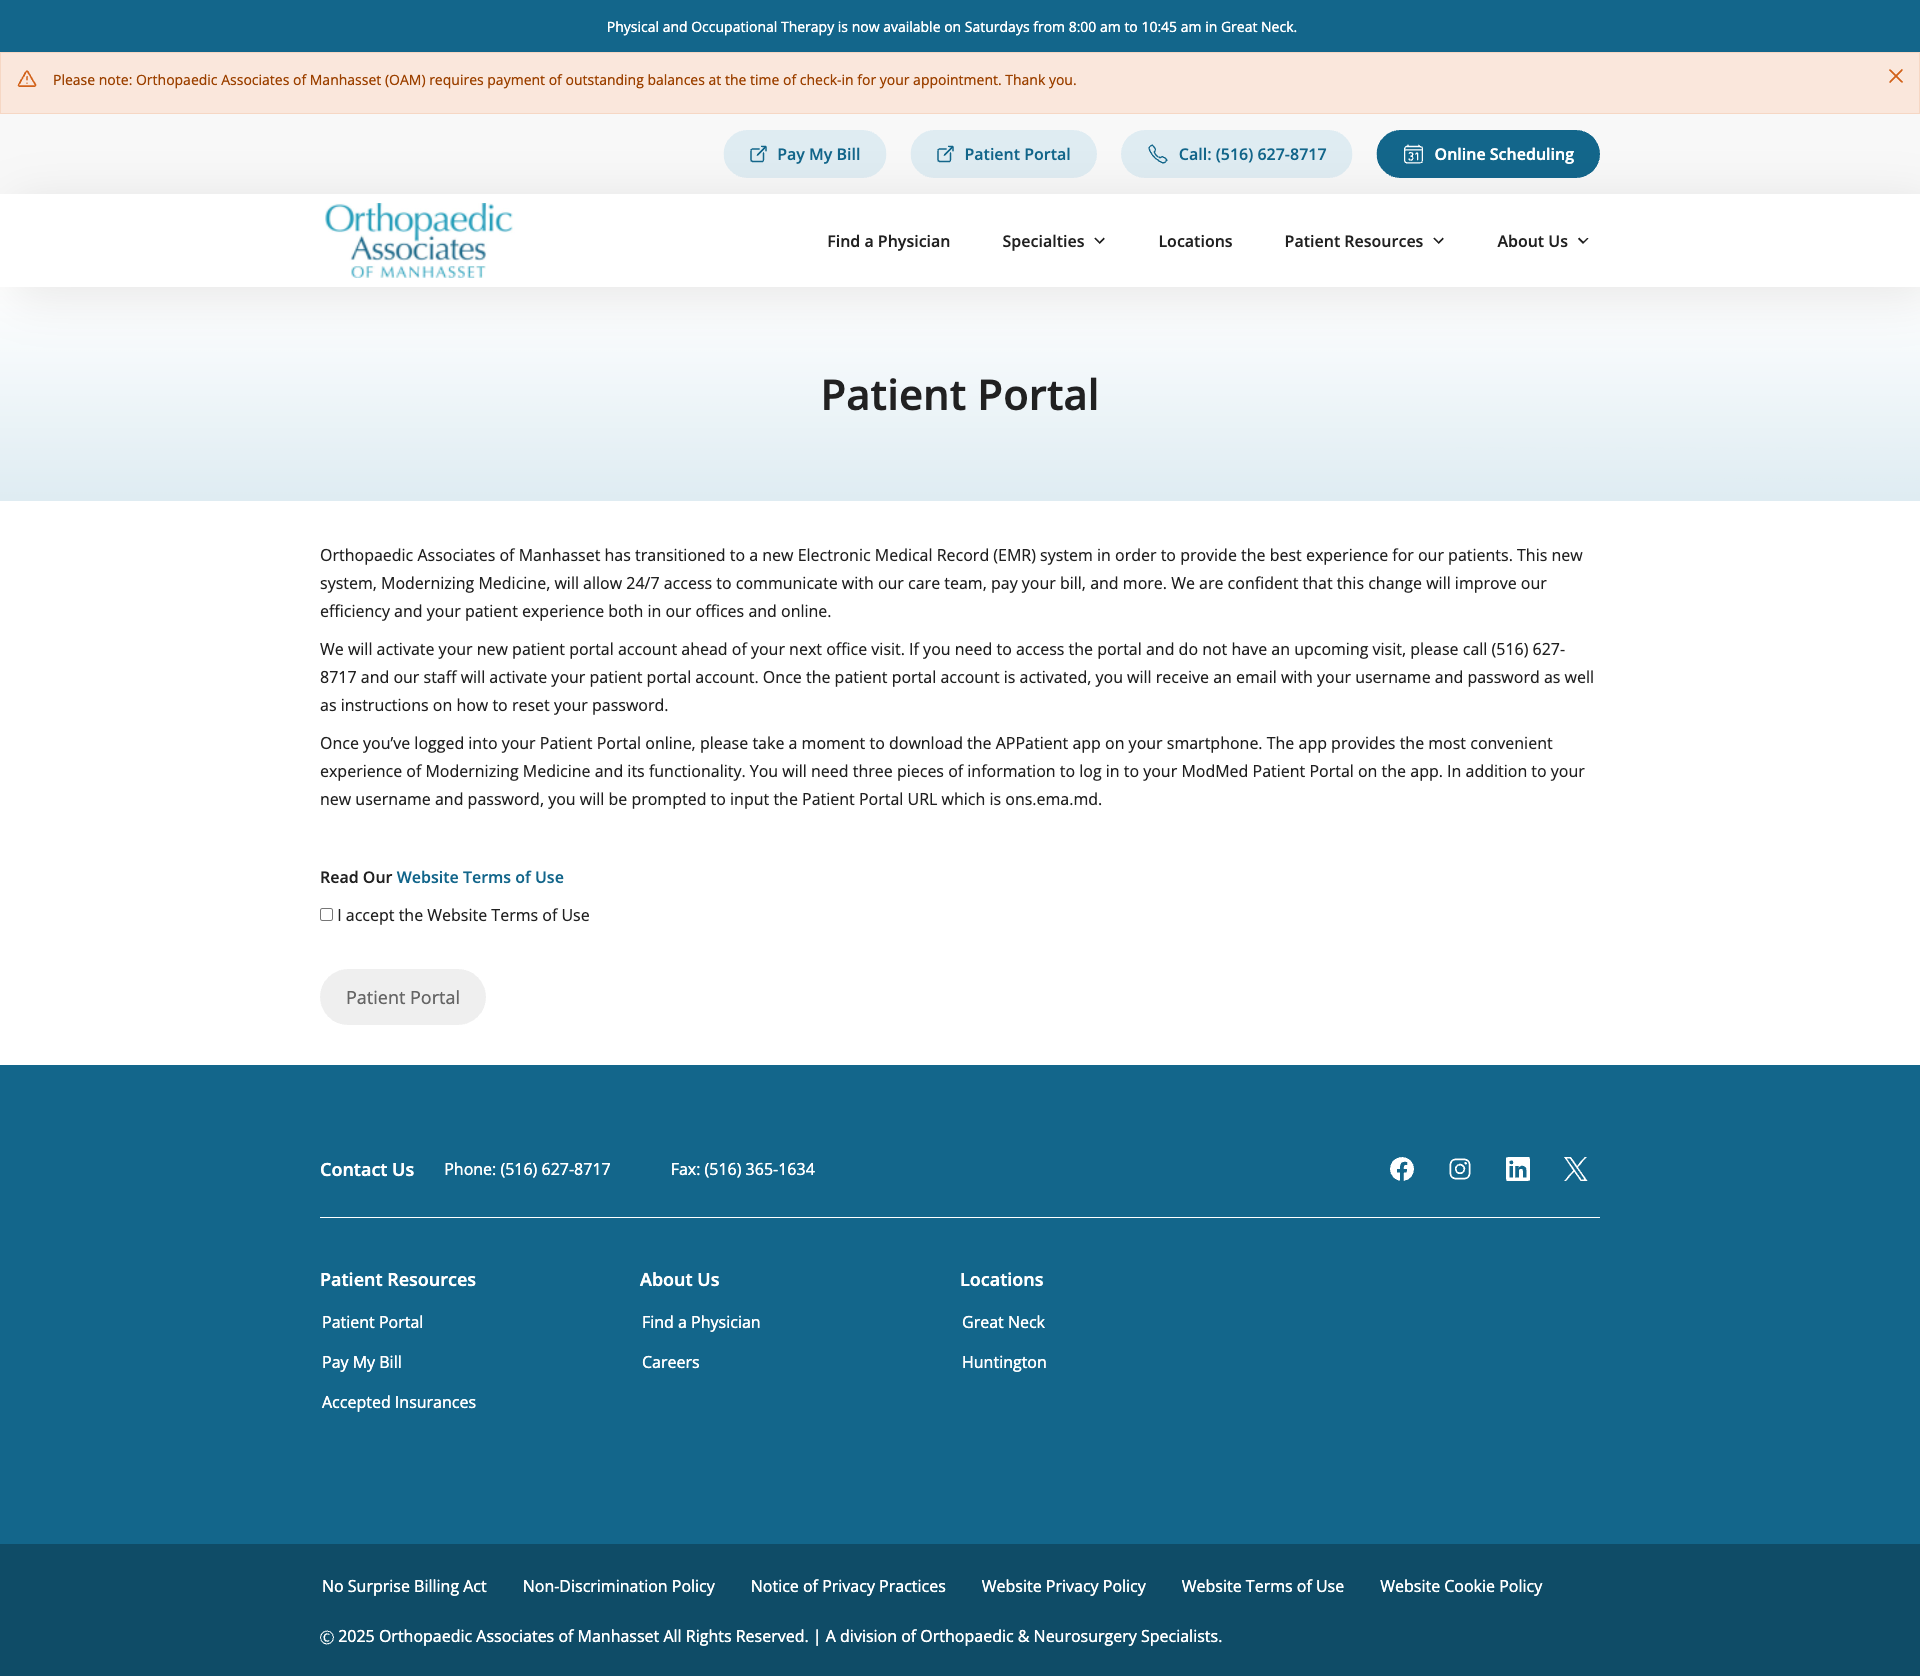 Physical and Occupational Therapy is now available on Saturdays from 8:00 am to 10:45 am in Great Neck.
Please note: Orthopaedic Associates of Manhasset (OAM) requires payment of outstanding balances at the time of check-in for your appointment. Thank you.
Pay My Bill
Patient Portal
Call: (516) 627-8717
31
Online Scheduling
Orthopaedic
Associates
OF MANHASSET
Find a Physician
Specialties
Locations
Patient Resources
About Us
Patient Portal
Orthopaedic Associates of Manhasset has transitioned to a new Electronic Medical Record (EMR) system in order to provide the best experience for our patients. This new
system, Modernizing Medicine, will allow 24/7 access to communicate with our care team, pay your bill, and more. We are confident that this change will improve our
efficiency and your patient experience both in our offices and online.
We will activate your new patient portal account ahead of your next office visit. If you need to access the portal and do not have an upcoming visit, please call (516) 627-
8717 and our staff will activate your patient portal account. Once the patient portal account is activated, you will receive an email with your username and password as well
as instructions on how to reset your password.
Once you’ve logged into your Patient Portal online, please take a moment to download the APPatient app on your smartphone. The app provides the most convenient
experience of Modernizing Medicine and its functionality. You will need three pieces of information to log in to your ModMed Patient Portal on the app. In addition to your
new username and password, you will be prompted to input the Patient Portal URL which is ons.ema.md.
Read Our Website Terms of Use
I accept the Website Terms of Use
Patient Portal
Contact Us
Phone: (516) 627-8717
Fax: (516) 365-1634
Patient Resources
Patient Portal
Pay My Bill
Accepted Insurances
About Us
Find a Physician
Careers
Locations
Great Neck
Huntington
No Surprise Billing Act
Non-Discrimination Policy
Notice of Privacy Practices
Website Privacy Policy
Website Terms of Use
Website Cookie Policy
© 2025 Orthopaedic Associates of Manhasset All Rights Reserved. | A division of Orthopaedic & Neurosurgery Specialists.